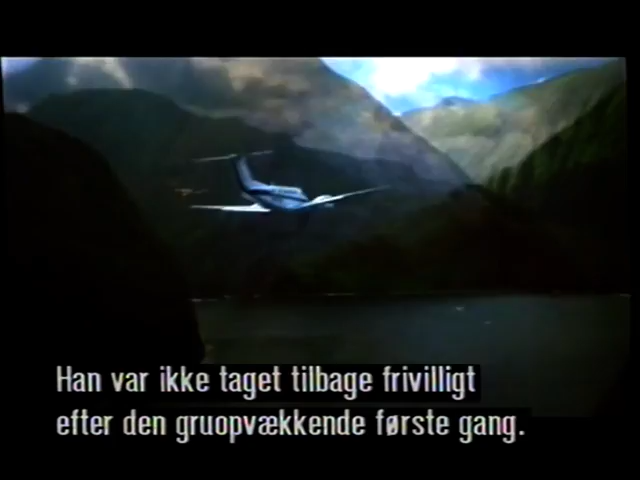 Han var ikke taget tilbage frivilligt
efter den gruopvækkende første gang.